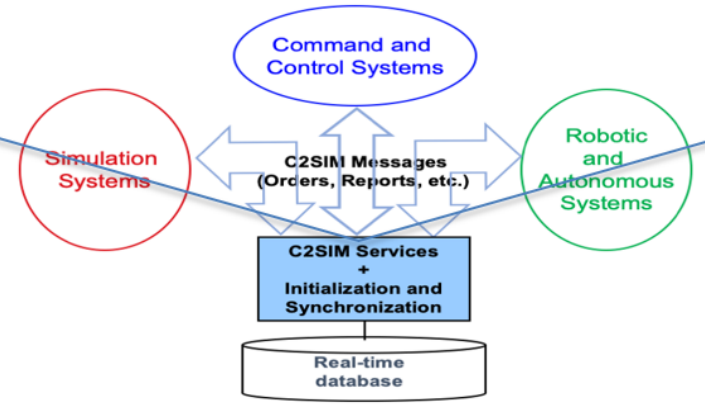 Command and
Control Systems
Simulation
Systems
C2SIM Messages
(Orders, Reports, etc.)
Robotic
and
Autonomous
Systems
C2SIM Services
+
Initialization and
Synchronization
Real-time
database